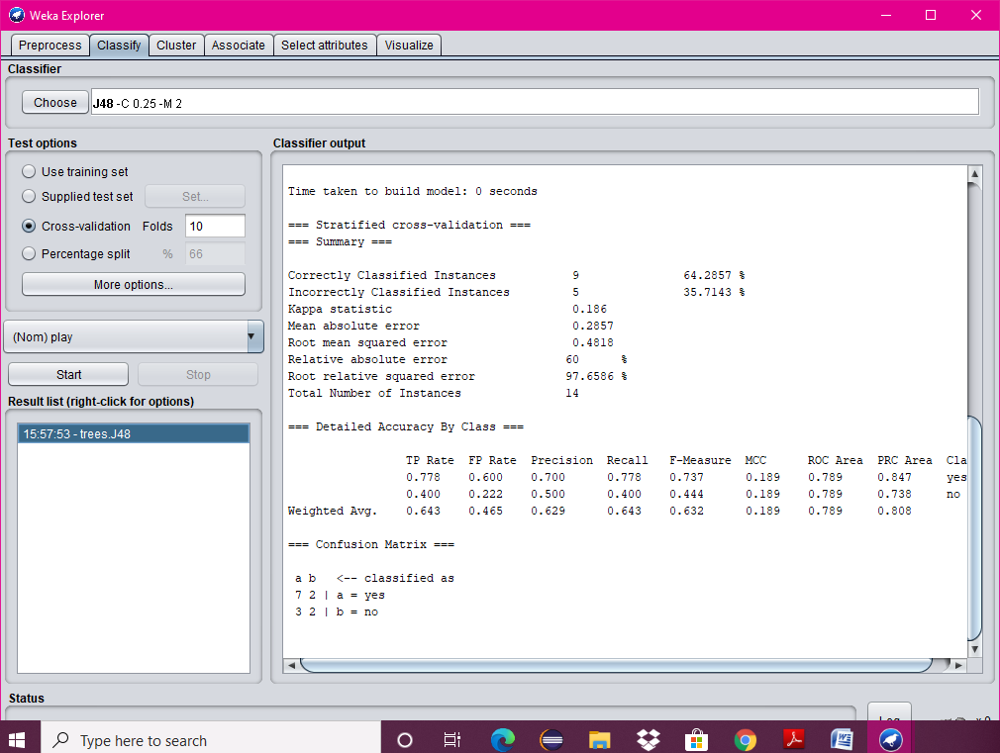 Weka Explorer
Preprocess Classify Cluster Associate Select attributes Visualize
Classifier
Choose J48 -C 0.25 -M 2
Test options
Use training set
Supplied test set Set...
Cross-validation Folds 10
Percentage split % 66
More options...
(Nom) play
Start Stop
Result list (right-click for options)
15:57:53 - trees.J48
Classifier output
Time taken to build model: 0 seconds
=== Stratified cross-validation ===
=== Summary ===
Correctly Classified Instances 9 64.2857 %
Incorrectly Classified Instances 5 35.7143 %
Kappa statistic 0.186
Mean absolute error 0.2857
Root mean squared error 0.4818
Relative absolute error 60 %
Root relative squared error 97.6586 %
Total Number of Instances 14
=== Detailed Accuracy By Class ===
TP Rate FP Rate Precision Recall F-Measure MCC ROC Area PRC Area Cla
0.778 0.600 0.700 0.778 0.737 0.189 0.789 0.847 yes
0.400 0.222 0.500 0.400 0.444 0.189 0.789 0.738 no
Weighted Avg. 0.643 0.465 0.629 0.643 0.632 0.189 0.789 0.808
=== Confusion Matrix ===
a b <-- classified as
7 2 | a = yes
3 2 | b = no
Status
Type here to search